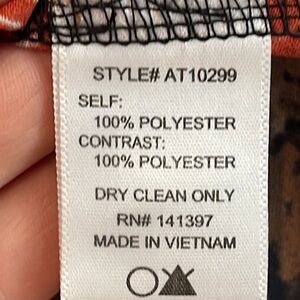 STYLE# AT10299
SELF:
100% POLYESTER
CONTRAST:
100% POLYESTER
DRY CLEAN ONLY
RN# 141397
MADE IN VIETNAM